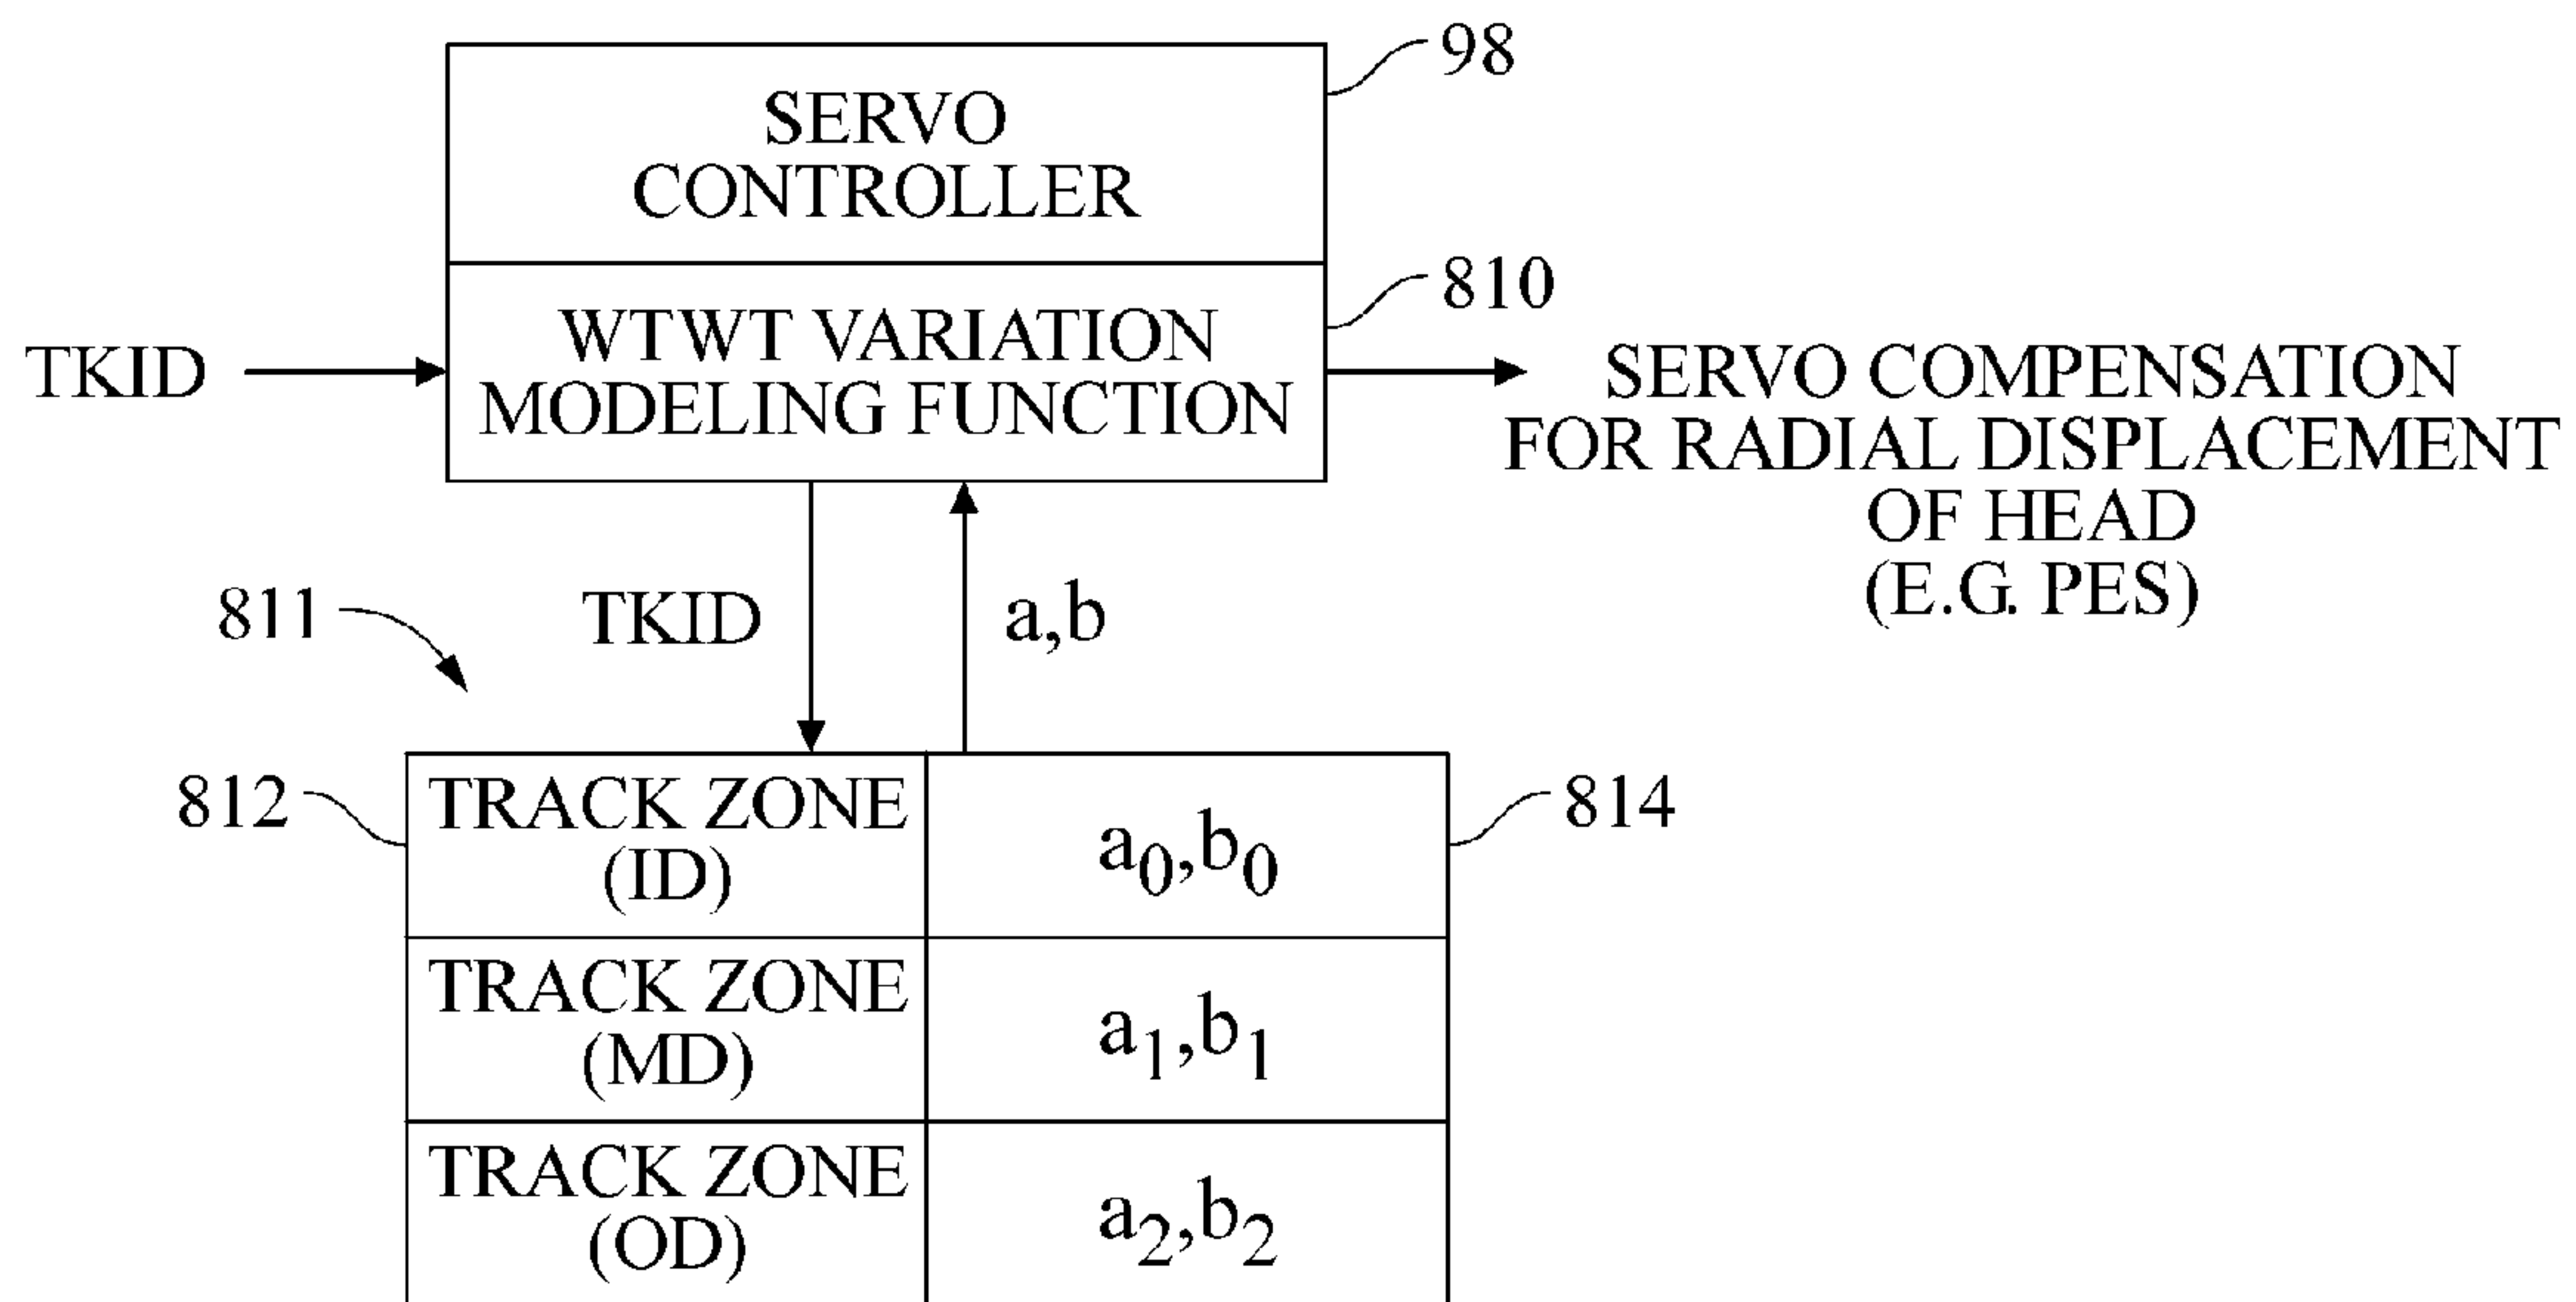 98
SERVO
CONTROLLER
810
WTWT VARIATION
MODELING FUNCTION
TKID
SERVO COMPENSATION
FOR RADIAL DISPLACEMENT
OF HEAD
(E.G. PES)
811
TKID
a,b
812
TRACK ZONE
(ID)
a0,b0
814
TRACK ZONE
(MD)
a1,b1
TRACK ZONE
(OD)
a2,b2